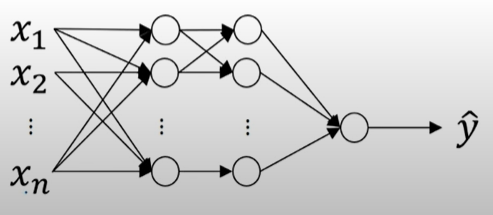 x₁
x₂
⋮ ⋮ ⋮
xₙ
ŷ